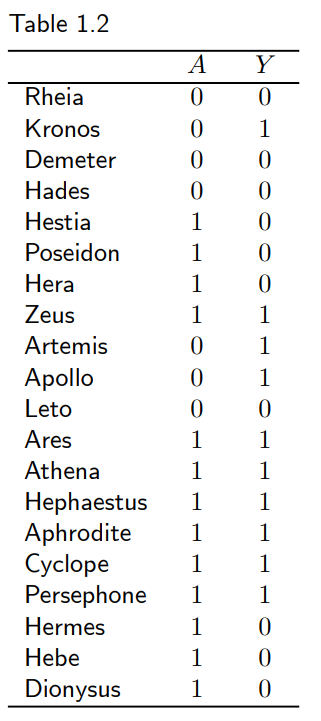 Table 1.2
A Y
Rheia 0 0
Kronos 0 1
Demeter 0 0
Hades 0 0
Hestia 1 0
Poseidon 1 0
Hera 1 0
Zeus 1 1
Artemis 0 1
Apollo 0 1
Leto 0 0
Ares 1 1
Athena 1 1
Hephaestus 1 1
Aphrodite 1 1
Cyclope 1 1
Persephone 1 1
Hermes 1 0
Hebe 1 0
Dionysus 1 0